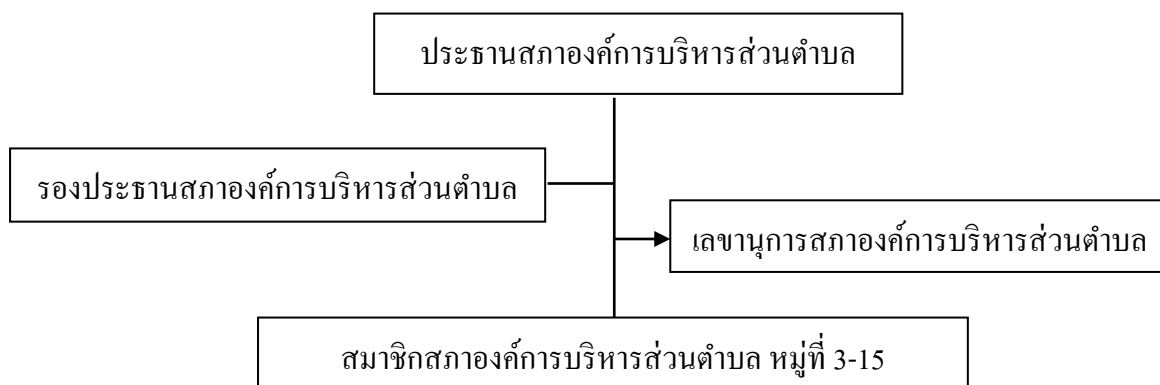 ประธานสภาองค์การบริหารส่วนตำบล
รองประธานสภาองค์การบริหารส่วนตำบล
เลขานุการสภาองค์การบริหารส่วนตำบล
สมาชิกสภาองค์การบริหารส่วนตำบล หมู่ที่ 3-15